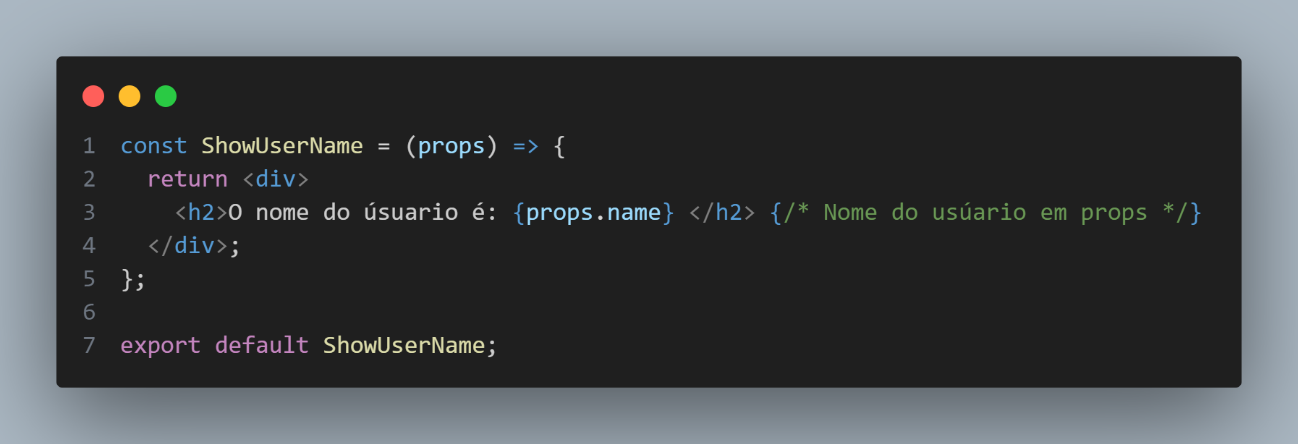 1 const ShowUserName = (props) => {
2   return <div>
3     <h2>O nome do úsuario é: {props.name} </h2> {/* Nome do usúario em props */}
4   </div>;
5 };
6
7 export default ShowUserName;